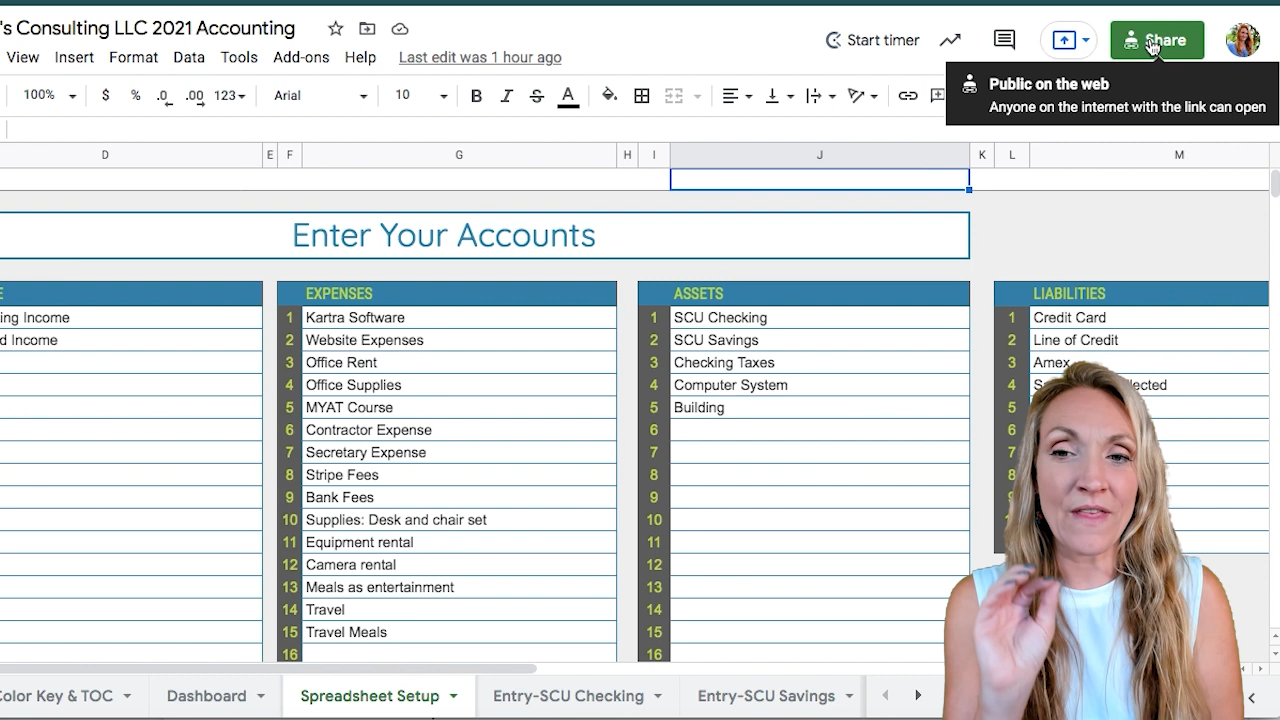 's Consulting LLC 2021 Accounting
Start timer
Share
View Insert Format Data Tools Add-ons Help Last edit was 1 hour ago
Public on the web
Anyone on the internet with the link can open
100% $ % .0 .00 123 Arial 10 B I S A
D E F G H I J K L M
Enter Your Accounts
E EXPENSES ASSETS LIABILITIES
ing Income 1 Kartra Software 1 SCU Checking 1 Credit Card
d Income 2 Website Expenses 2 SCU Savings 2 Line of Credit
3 Office Rent 3 Checking Taxes 3 Amex
4 Office Supplies 4 Computer System 4 lected
5 MYAT Course 5 Building 5
6 Contractor Expense 6 6
7 Secretary Expense 7 7
8 Stripe Fees 8 8
9 Bank Fees 9
10 Supplies: Desk and chair set 10
11 Equipment rental 11
12 Camera rental 12
13 Meals as entertainment 13
14 Travel 14
15 Travel Meals 15
16 16
Color Key & TOC Dashboard Spreadsheet Setup Entry-SCU Checking Entry-SCU Savings